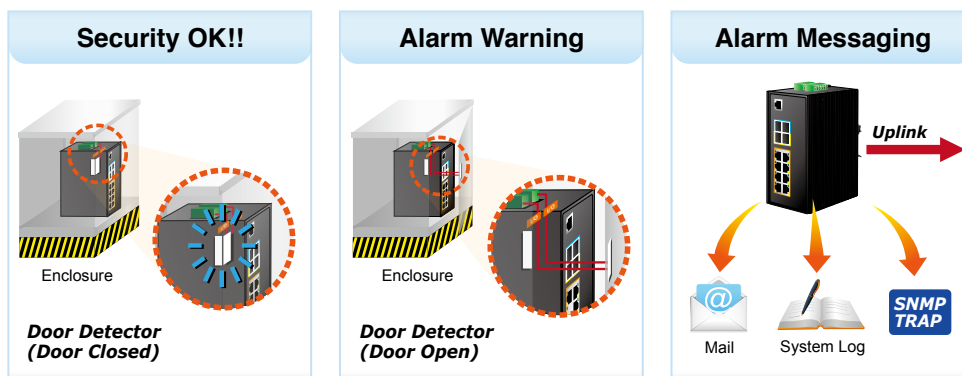 Security OK!!
Enclosure
Door Detector
(Door Closed)
Alarm Warning
Enclosure
Door Detector
(Door Open)
Alarm Messaging
Uplink
@
Mail
System Log
SNMP
TRAP